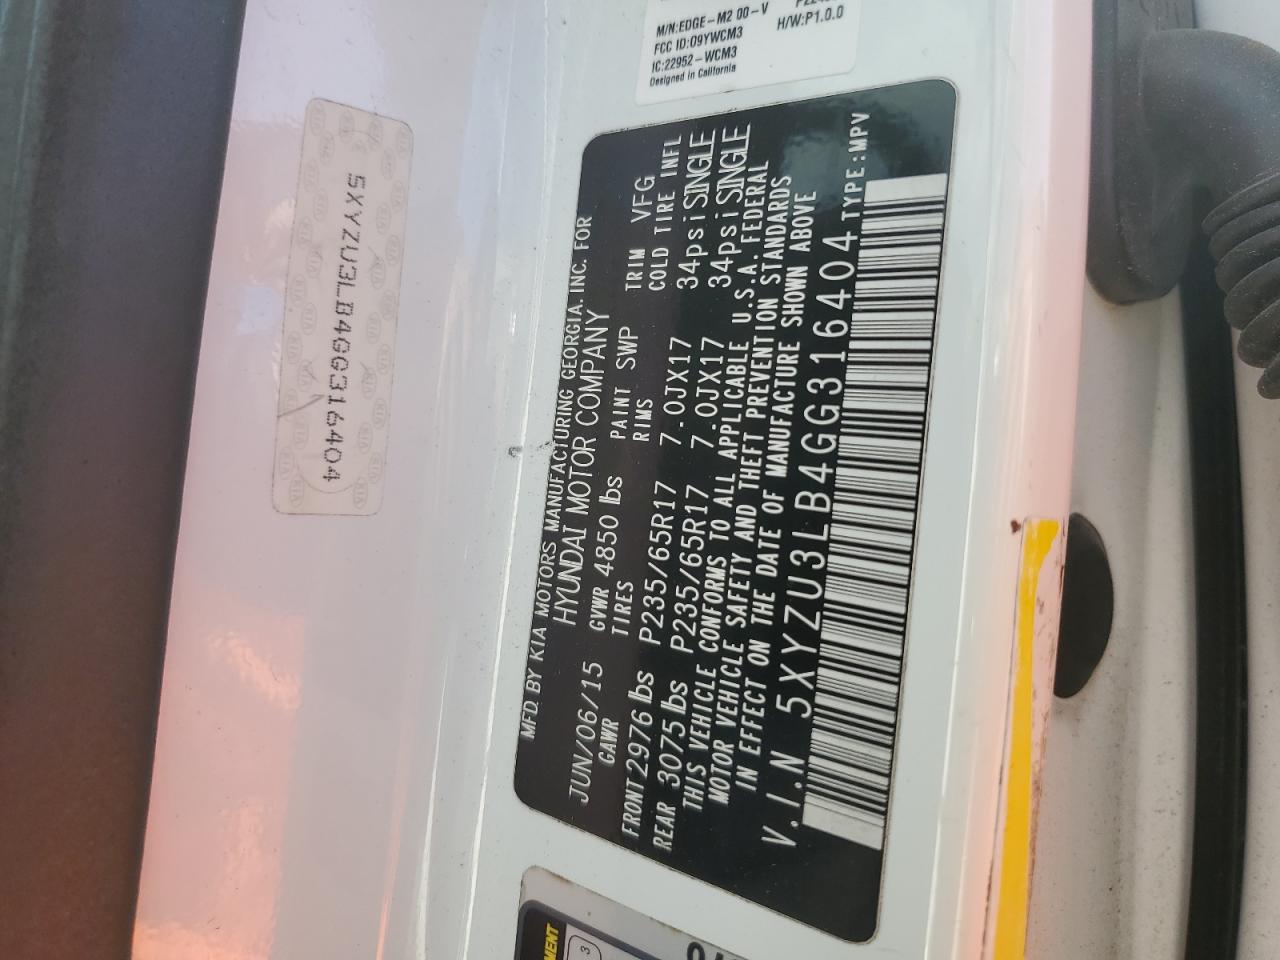 M/N:EDGE-M2 00-V
FCC ID:O9YWCM3 H/W:P1.0.0
IC:22952-WCM3
Designed in California
5XYZU3LB4GG316404
MFD. BY KIA MOTORS MANUFACTURING GEORGIA. INC. FOR
HYUNDAI MOTOR COMPANY
JUN/06/15 GVWR 4850 lbs PAINT SWP TRIM VFG
GAWR TIRES RIMS COLD TIRE INFL
FRONT 2976 lbs P235/65R17 7.0JX17 34psi SINGLE
REAR 3075 lbs P235/65R17 7.0JX17 34psi SINGLE
THIS VEHICLE CONFORMS TO ALL APPLICABLE U.S.A. FEDERAL
MOTOR VEHICLE SAFETY AND THEFT PREVENTION STANDARDS
IN EFFECT ON THE DATE OF MANUFACTURE SHOWN ABOVE
V.I.N 5XYZU3LB4GG316404 TYPE:MPV
3